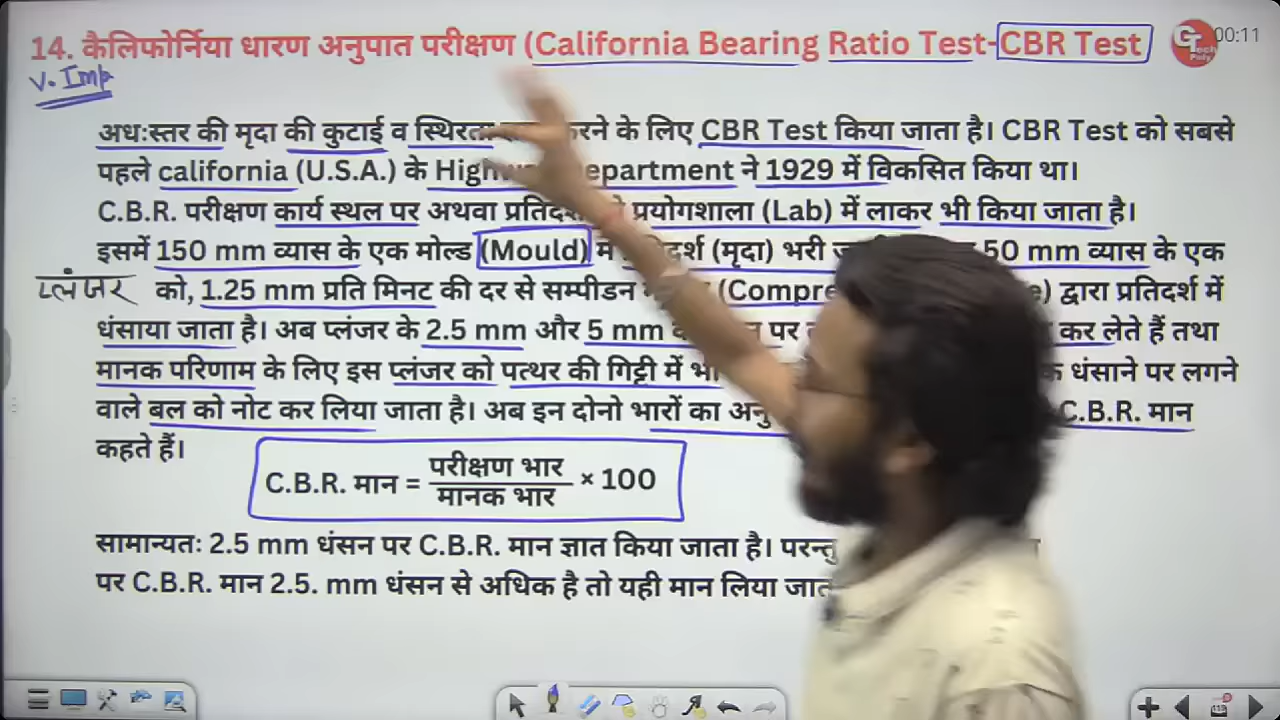 14. कैलिफोर्निया धारण अनुपात परीक्षण (California Bearing Ratio Test-CBR Test
GTech Poly 00:11
V. Imp
अधःस्तर की मृदा की कुटाई व स्थिरता करने के लिए CBR Test किया जाता है। CBR Test को सबसे
पहले california (U.S.A.) के Department ने 1929 में विकसित किया था।
C.B.R. परीक्षण कार्य स्थल पर अथवा प्रयोगशाला (Lab) में लाकर भी किया जाता है।
इसमें 150 mm व्यास के एक मोल्ड (Mould) में (मृदा) भरी 50 mm व्यास के एक
प्लंजर को, 1.25 mm प्रति मिनट की दर से सम्पीडन द्वारा प्रतिदर्श में
धंसाया जाता है। अब प्लंजर के 2.5 mm और 5 mm पर कर लेते हैं तथा
मानक परिणाम के लिए इस प्लंजर को पत्थर की गिट्टी में धंसाने पर लगने
वाले बल को नोट कर लिया जाता है। अब इन दोनो भारों का C.B.R. मान
कहते हैं।
C.B.R. मान = परीक्षण भार / मानक भार × 100
सामान्यतः 2.5 mm धंसन पर C.B.R. मान ज्ञात किया जाता है। परन्तु
पर C.B.R. मान 2.5. mm धंसन से अधिक है तो यही मान लिया